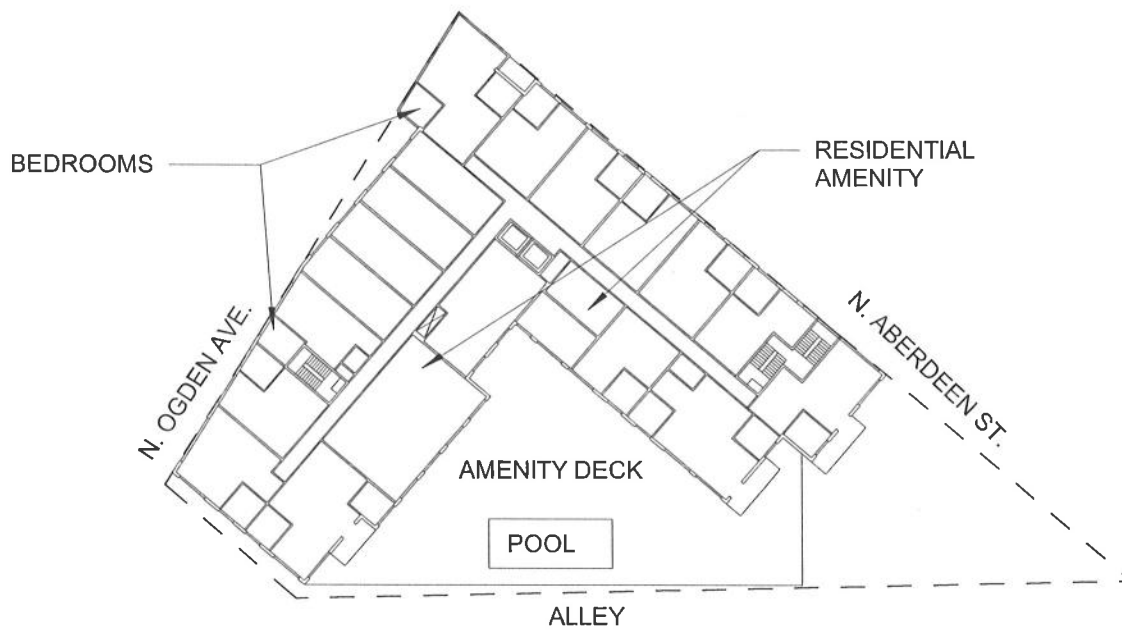 BEDROOMS
RESIDENTIAL
AMENITY
N. OGDEN AVE.
N. ABERDEEN ST.
AMENITY DECK
POOL
ALLEY